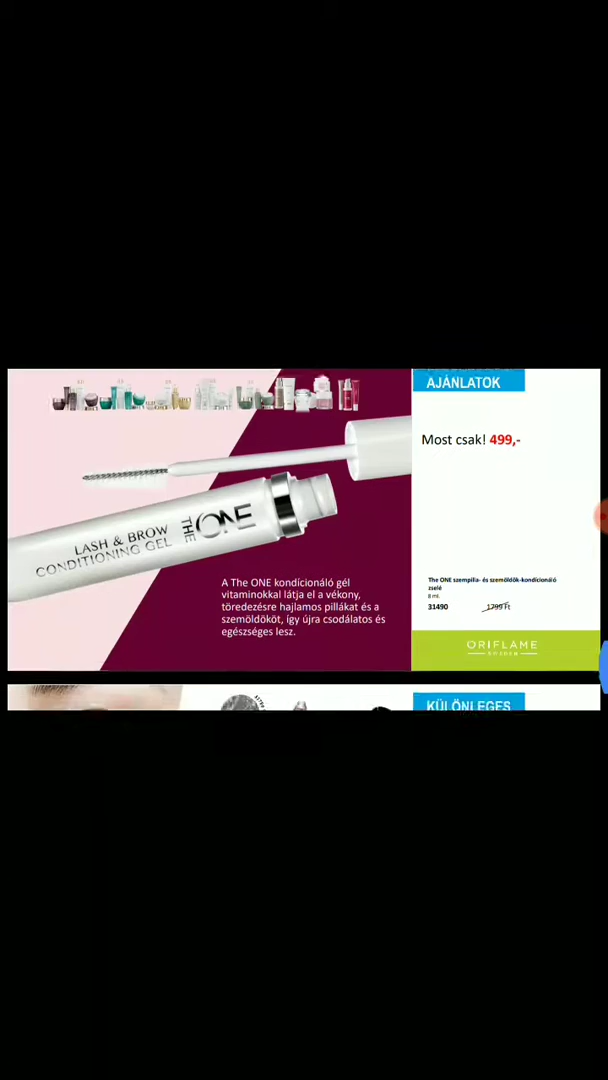 AJÁNLATOK
Most csak! 499,-
LASH & BROW
CONDITIONING GEL
THE ONE
A The ONE kondícionáló gél
vitaminokkal látja el a vékony,
töredezésre hajlamos pillákat és a
szemöldököt, így újra csodálatos és
egészséges lesz.
The ONE szempilla- és szemöldök-kondícionáló
zselé
8 ml
31490 1799 Ft
ORIFLAME
SWEDEN
KÜLÖNLEGES